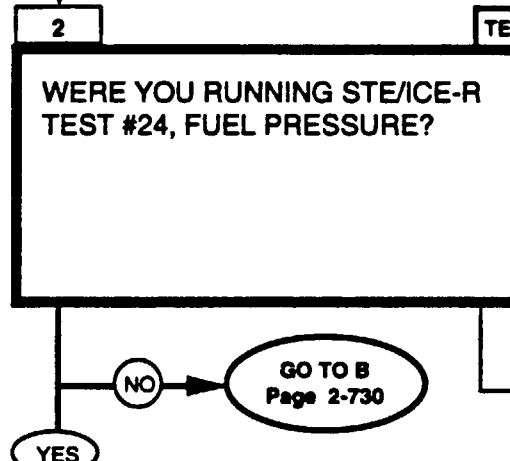 2
TE
WERE YOU RUNNING STE/ICE-R
TEST #24, FUEL PRESSURE?
NO
GO TO B
Page 2-730
YES